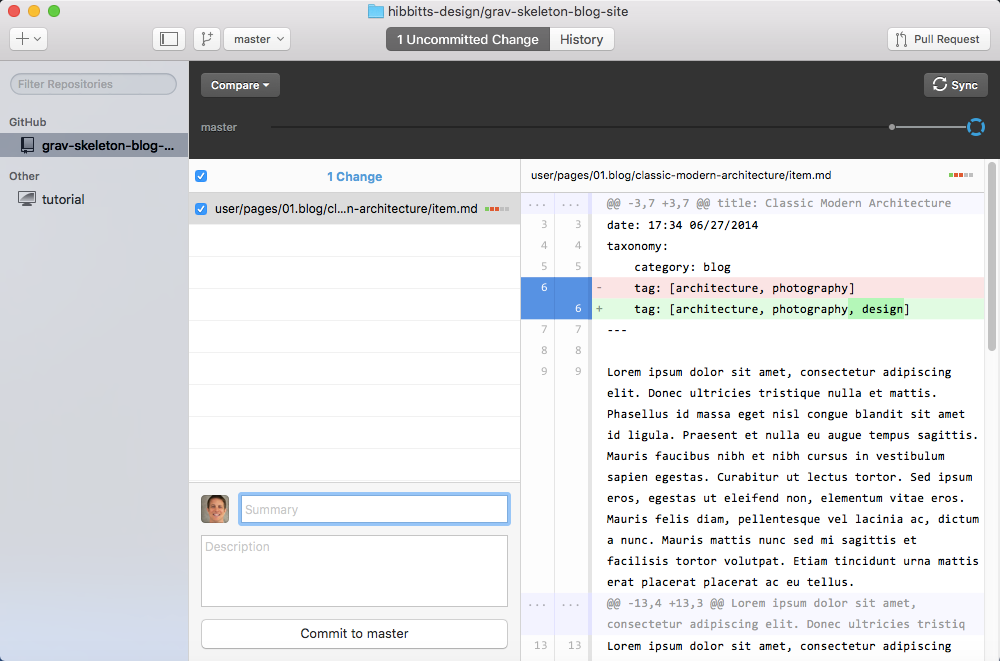 hibbitts-design/grav-skeleton-blog-site
master
1 Uncommitted Change
History
Pull Request
Filter Repositories
GitHub
grav-skeleton-blog-...
Other
tutorial
Compare
Sync
master
1 Change
user/pages/01.blog/cl...n-architecture/item.md
Summary
Description
Commit to master
user/pages/01.blog/classic-modern-architecture/item.md
... ... @@ -3,7 +3,7 @@ title: Classic Modern Architecture
3 3 date: 17:34 06/27/2014
4 4 taxonomy:
5 5 category: blog
6 - tag: [architecture, photography]
6 + tag: [architecture, photography, design]
7 7 ---
8 8
9 9 Lorem ipsum dolor sit amet, consectetur adipiscing
elit. Donec ultricies tristique nulla et mattis.
Phasellus id massa eget nisl congue blandit sit amet
id ligula. Praesent et nulla eu augue tempus sagittis.
Mauris faucibus nibh et nibh cursus in vestibulum
sapien egestas. Curabitur ut lectus tortor. Sed ipsum
eros, egestas ut eleifend non, elementum vitae eros.
Mauris felis diam, pellentesque vel lacinia ac, dictum
a nunc. Mauris mattis nunc sed mi sagittis et
facilisis tortor volutpat. Etiam tincidunt urna mattis
erat placerat placerat ac eu tellus.
... ... @@ -13,4 +13,3 @@ Lorem ipsum dolor sit amet,
consectetur adipiscing elit. Donec ultricies tristiq
13 13 Lorem ipsum dolor sit amet, consectetur adipiscing